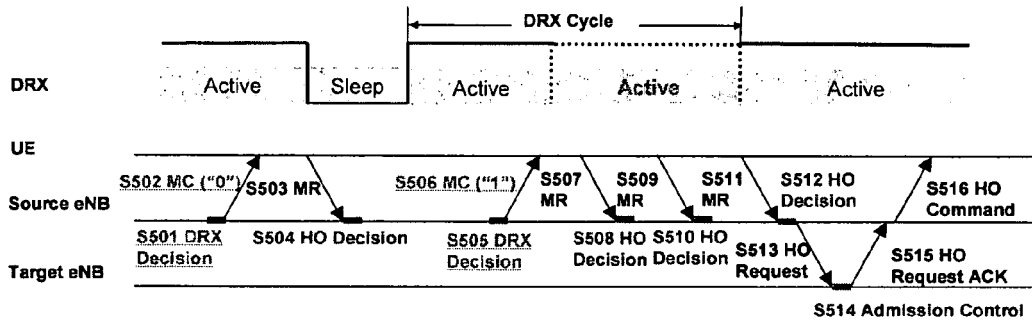 DRX Cycle
DRX
Active
Sleep
Active
Active
Active
UE
S502 MC ("0")
S503 MR
S506 MC ("1")
S507
MR
S509
MR
S511
MR
S512 HO
Decision
S516 HO
Command
Source eNB
S501 DRX
Decision
S504 HO Decision
S505 DRX
Decision
S508 HO
Decision
S510 HO
Decision
S513 HO
Request
S515 HO
Request ACK
Target eNB
S514 Admission Control